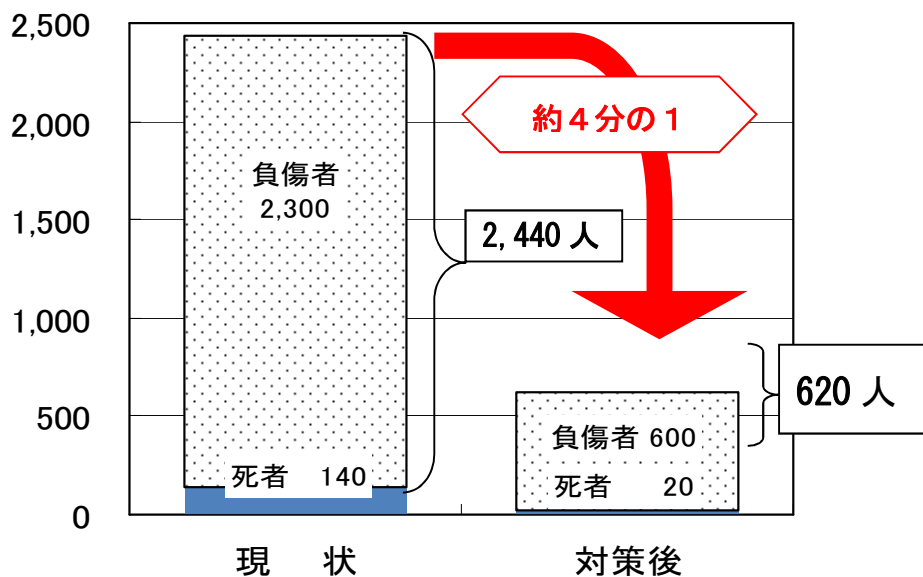 2,500
2,000
1,500
1,000
500
0
負傷者
2,300
死者 140
2,440 人
約４分の１
負傷者 600
死者 20
620 人
現 状
対策後